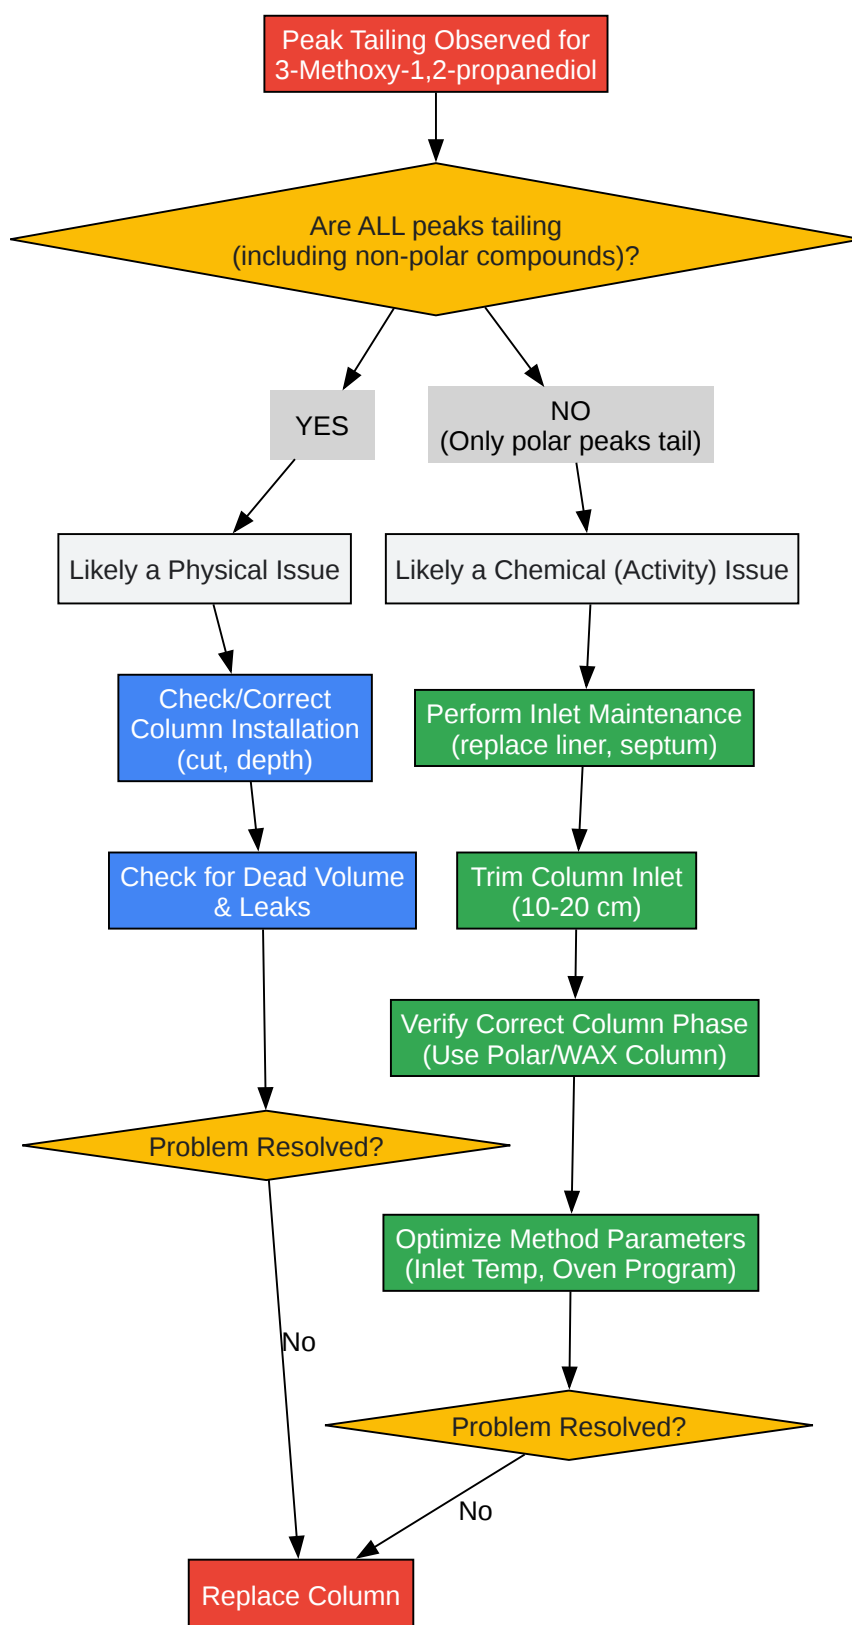 Peak Tailing Observed for
3-Methoxy-1,2-propanediol
Are ALL peaks tailing
(including non-polar compounds)?
YES
NO
(Only polar peaks tail)
Likely a Physical Issue
Likely a Chemical (Activity) Issue
Check/Correct
Column Installation
(cut, depth)
Perform Inlet Maintenance
(replace liner, septum)
Check for Dead Volume
& Leaks
Trim Column Inlet
(10-20 cm)
Verify Correct Column Phase
(Use Polar/WAX Column)
Problem Resolved?
Optimize Method Parameters
(Inlet Temp, Oven Program)
No
Problem Resolved?
No
Replace Column